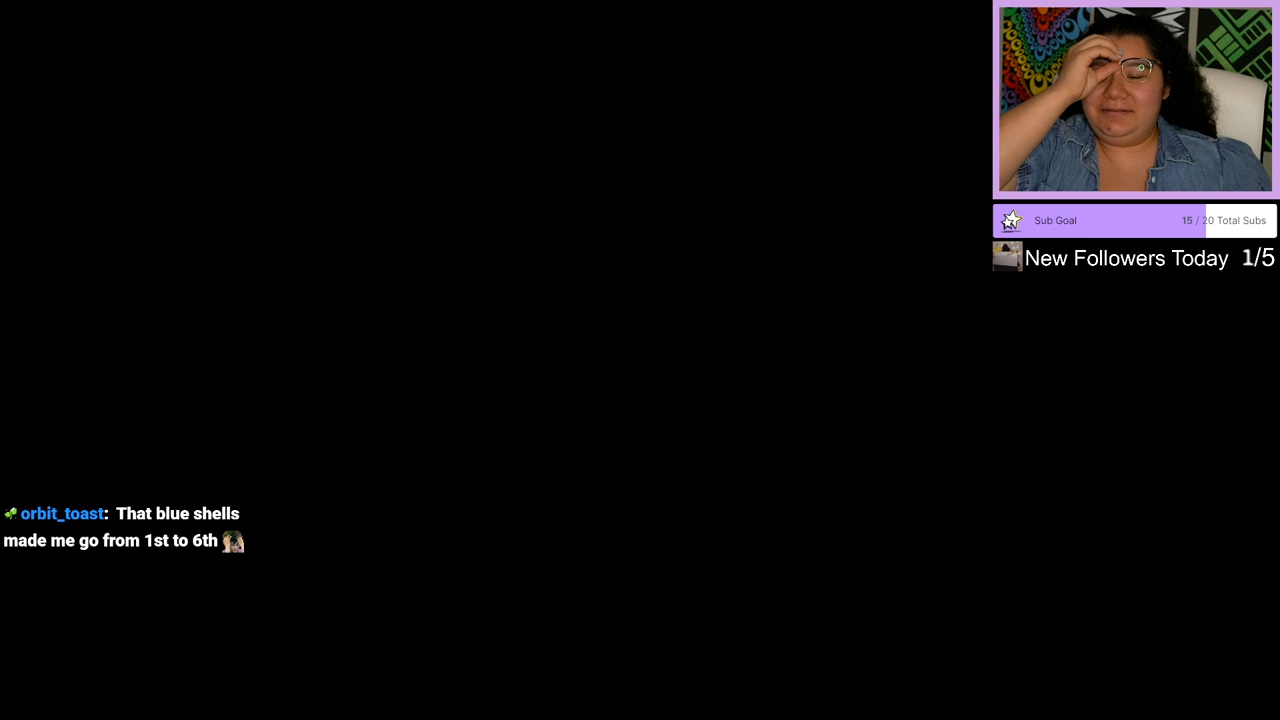 Sub Goal 15 / 20 Total Subs
New Followers Today 1/5
orbit_toast: That blue shells
made me go from 1st to 6th